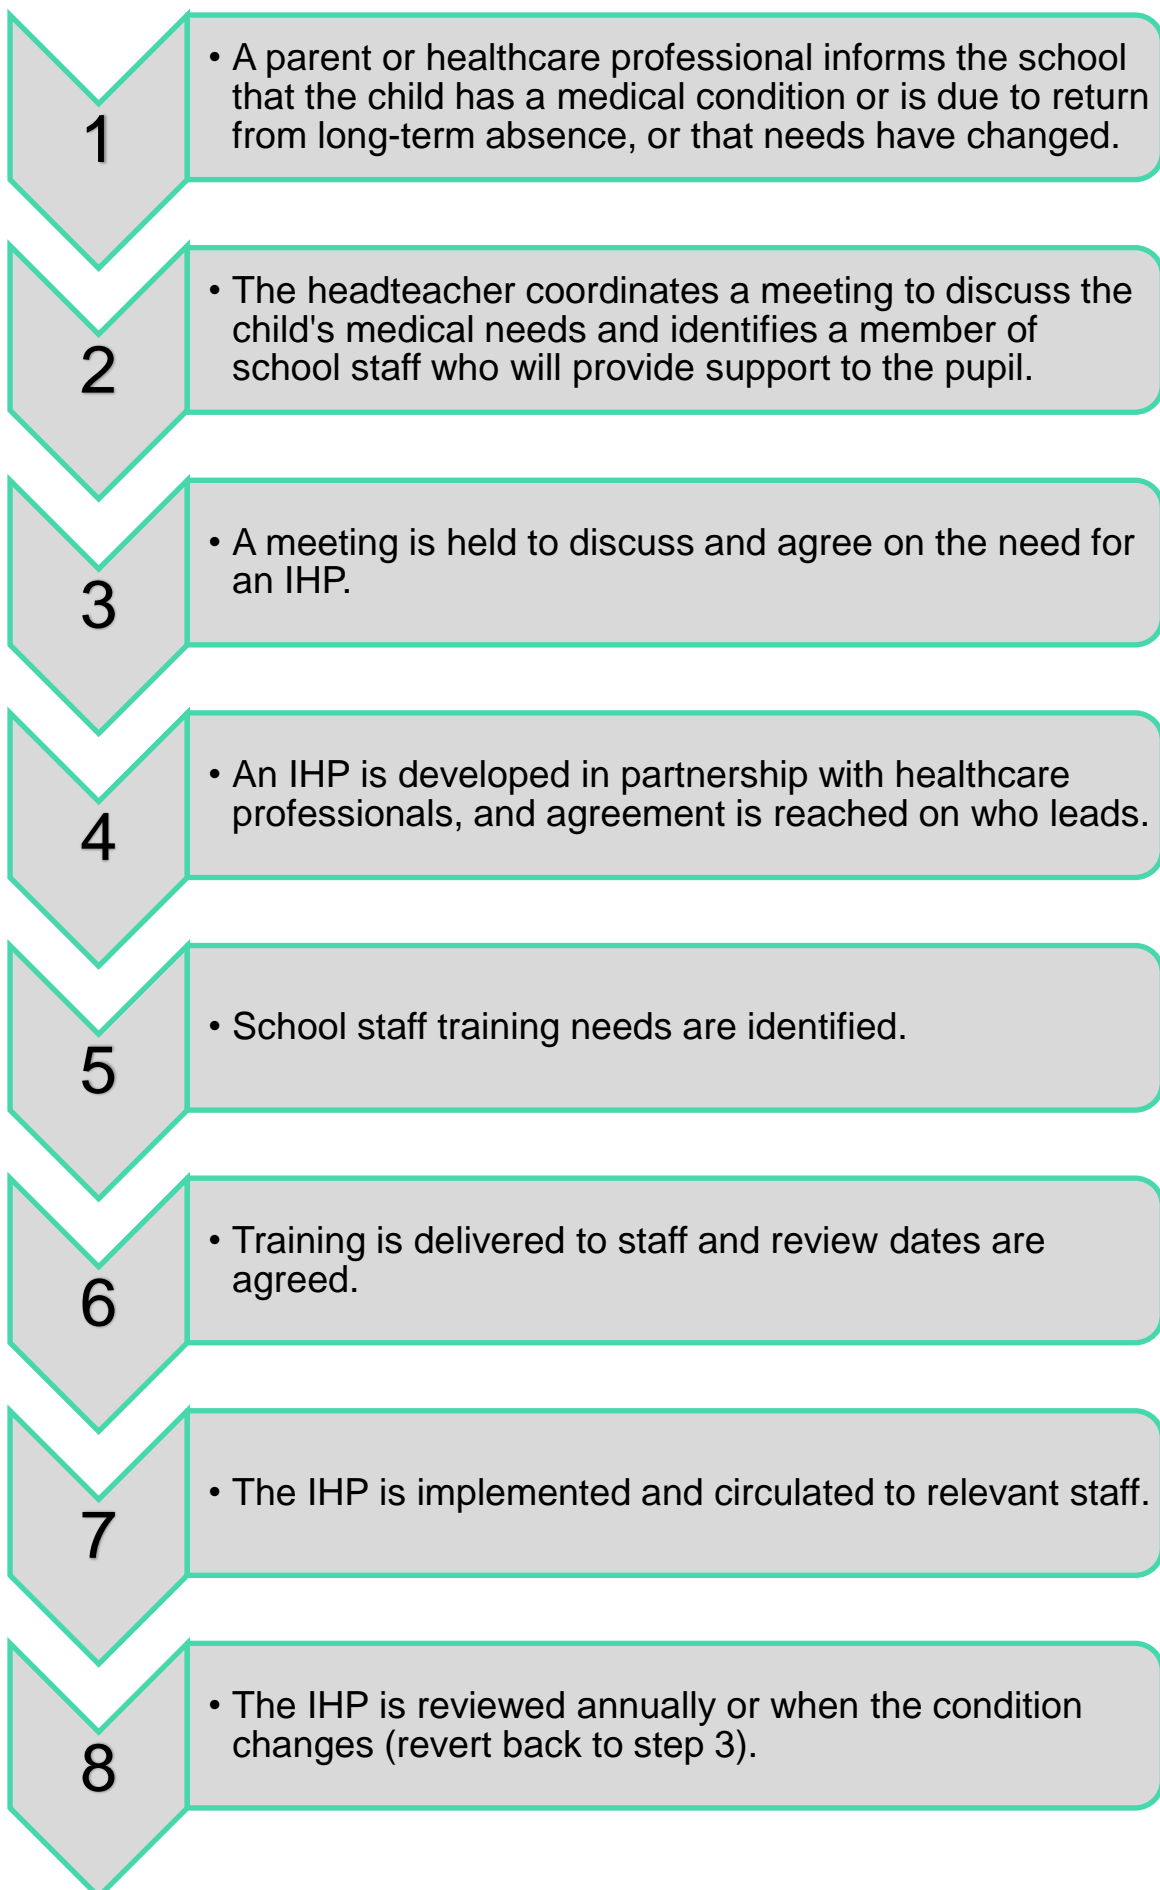 1
• A parent or healthcare professional informs the school
that the child has a medical condition or is due to return
from long-term absence, or that needs have changed.
2
• The headteacher coordinates a meeting to discuss the
child's medical needs and identifies a member of
school staff who will provide support to the pupil.
3
• A meeting is held to discuss and agree on the need for
an IHP.
4
• An IHP is developed in partnership with healthcare
professionals, and agreement is reached on who leads.
5
• School staff training needs are identified.
6
• Training is delivered to staff and review dates are
agreed.
7
• The IHP is implemented and circulated to relevant staff.
8
• The IHP is reviewed annually or when the condition
changes (revert back to step 3).